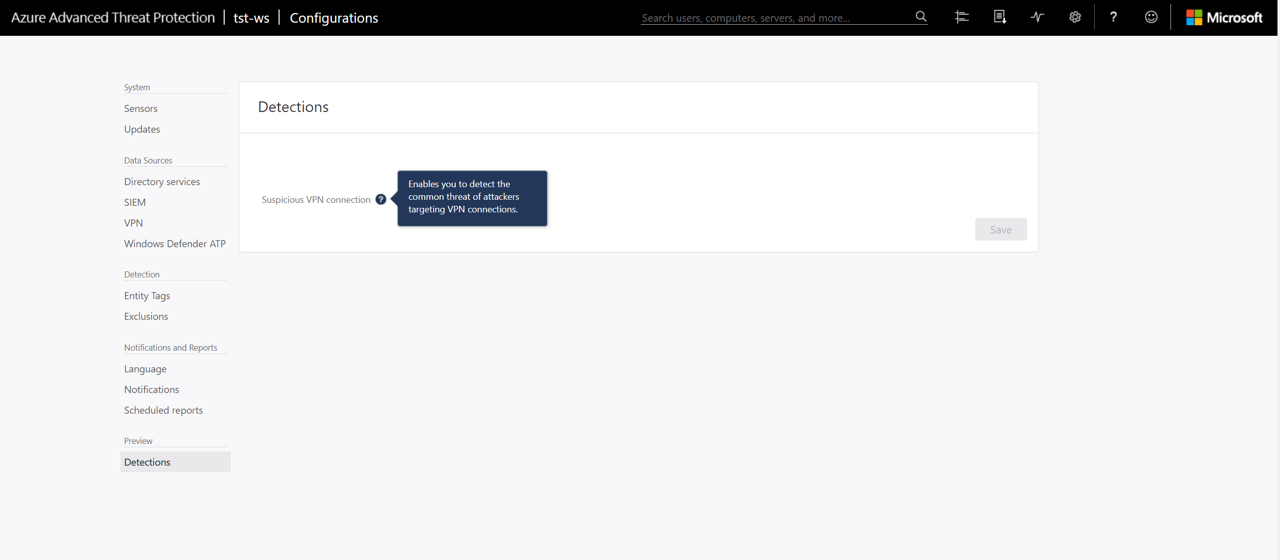 Azure Advanced Threat Protection | tst-ws | Configurations
Search users, computers, servers, and more...
?
Microsoft
System
Sensors
Updates
Data Sources
Directory services
SIEM
VPN
Windows Defender ATP
Detection
Entity Tags
Exclusions
Notifications and Reports
Language
Notifications
Scheduled reports
Preview
Detections
Detections
Suspicious VPN connection ?
Enables you to detect the
common threat of attackers
targeting VPN connections.
Save